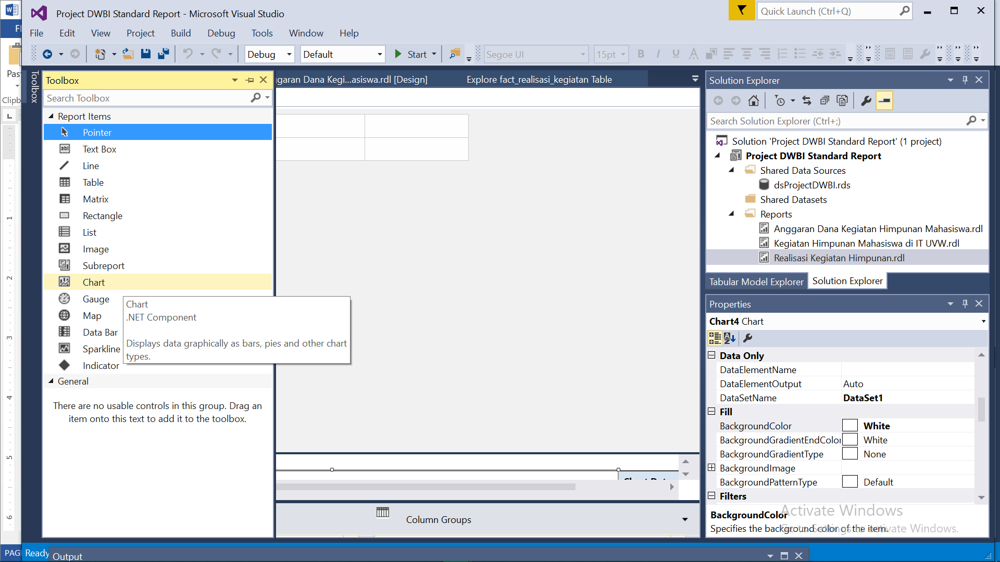 Project DWBI Standard Report - Microsoft Visual Studio
Quick Launch (Ctrl+Q)
File Edit View Project Build Debug Tools Window Help
Debug Default Start Segoe UI 15pt B I U A
Clipb
Toolbox
Toolbox
Search Toolbox
Report Items
Pointer
Text Box
Line
Table
Matrix
Rectangle
List
Image
Subreport
Chart
Gauge
Map
Data Bar
Sparkline
Indicator
General
There are no usable controls in this group. Drag an
item onto this text to add it to the toolbox.
Chart
.NET Component
Displays data graphically as bars, pies and other chart
types.
ggaran Dana Kegi...asiswa.rdl [Design]
Explore fact_realisasi_kegiatan Table
Column Groups
Solution Explorer
Search Solution Explorer (Ctrl+;)
Solution 'Project DWBI Standard Report' (1 project)
Project DWBI Standard Report
Shared Data Sources
dsProjectDWBI.rds
Shared Datasets
Reports
Anggaran Dana Kegiatan Himpunan Mahasiswa.rdl
Kegiatan Himpunan Mahasiswa di IT UVW.rdl
Realisasi Kegiatan Himpunan.rdl
Tabular Model Explorer Solution Explorer
Properties
Chart4 Chart
Data Only
DataElementName
DataElementOutput Auto
DataSetName DataSet1
Fill
BackgroundColor White
BackgroundGradientEndColor White
BackgroundGradientType None
BackgroundImage
BackgroundPatternType Default
Filters
BackgroundColor
Specifies the background color of the item.
Activate Windows
Go to Settings to activate Windows.
1
2
3
4
5
6
PAG
Ready
Output